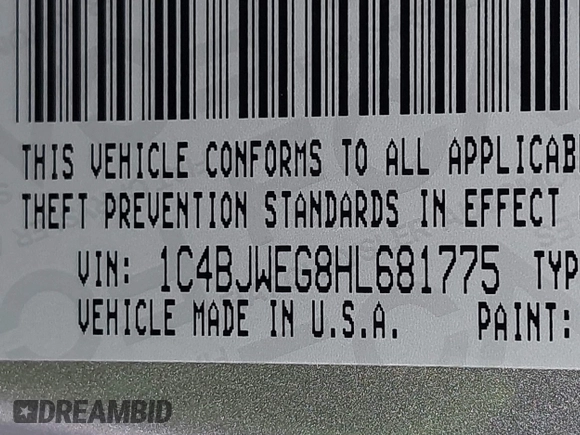 THIS VEHICLE CONFORMS TO ALL APPLICAB
THEFT PREVENTION STANDARDS IN EFFECT
VIN: 1C4BJWEG8HL681775 TYP
VEHICLE MADE IN U.S.A. PAINT:
DREAMBID